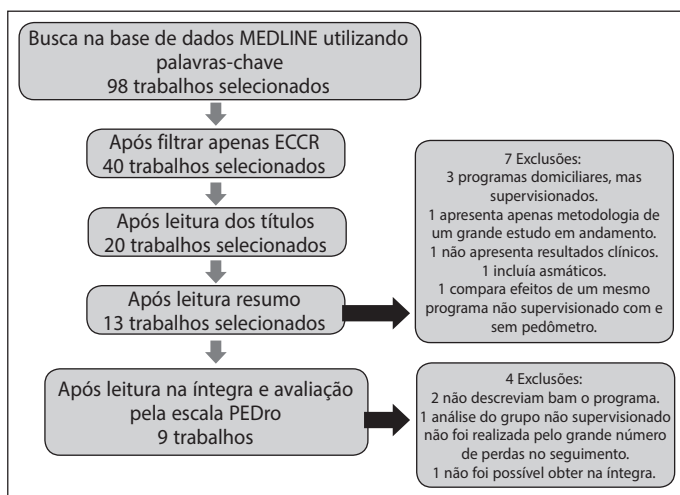 Busca na base de dados MEDLINE utilizando
palavras-chave
98 trabalhos selecionados
Após filtrar apenas ECCR
40 trabalhos selecionados
Após leitura dos títulos
20 trabalhos selecionados
Após leitura resumo
13 trabalhos selecionados
7 Exclusões:
3 programas domiciliares, mas
supervisionados.
1 apresenta apenas metodologia de
um grande estudo em andamento.
1 não apresenta resultados clínicos.
1 incluía asmáticos.
1 compara efeitos de um mesmo
programa não supervisionado com e
sem pedômetro.
Após leitura na íntegra e avaliação
pela escala PEDro
9 trabalhos
4 Exclusões:
2 não descreviam bam o programa.
1 análise do grupo não supervisionado
não foi realizada pelo grande número
de perdas no seguimento.
1 não foi possível obter na íntegra.